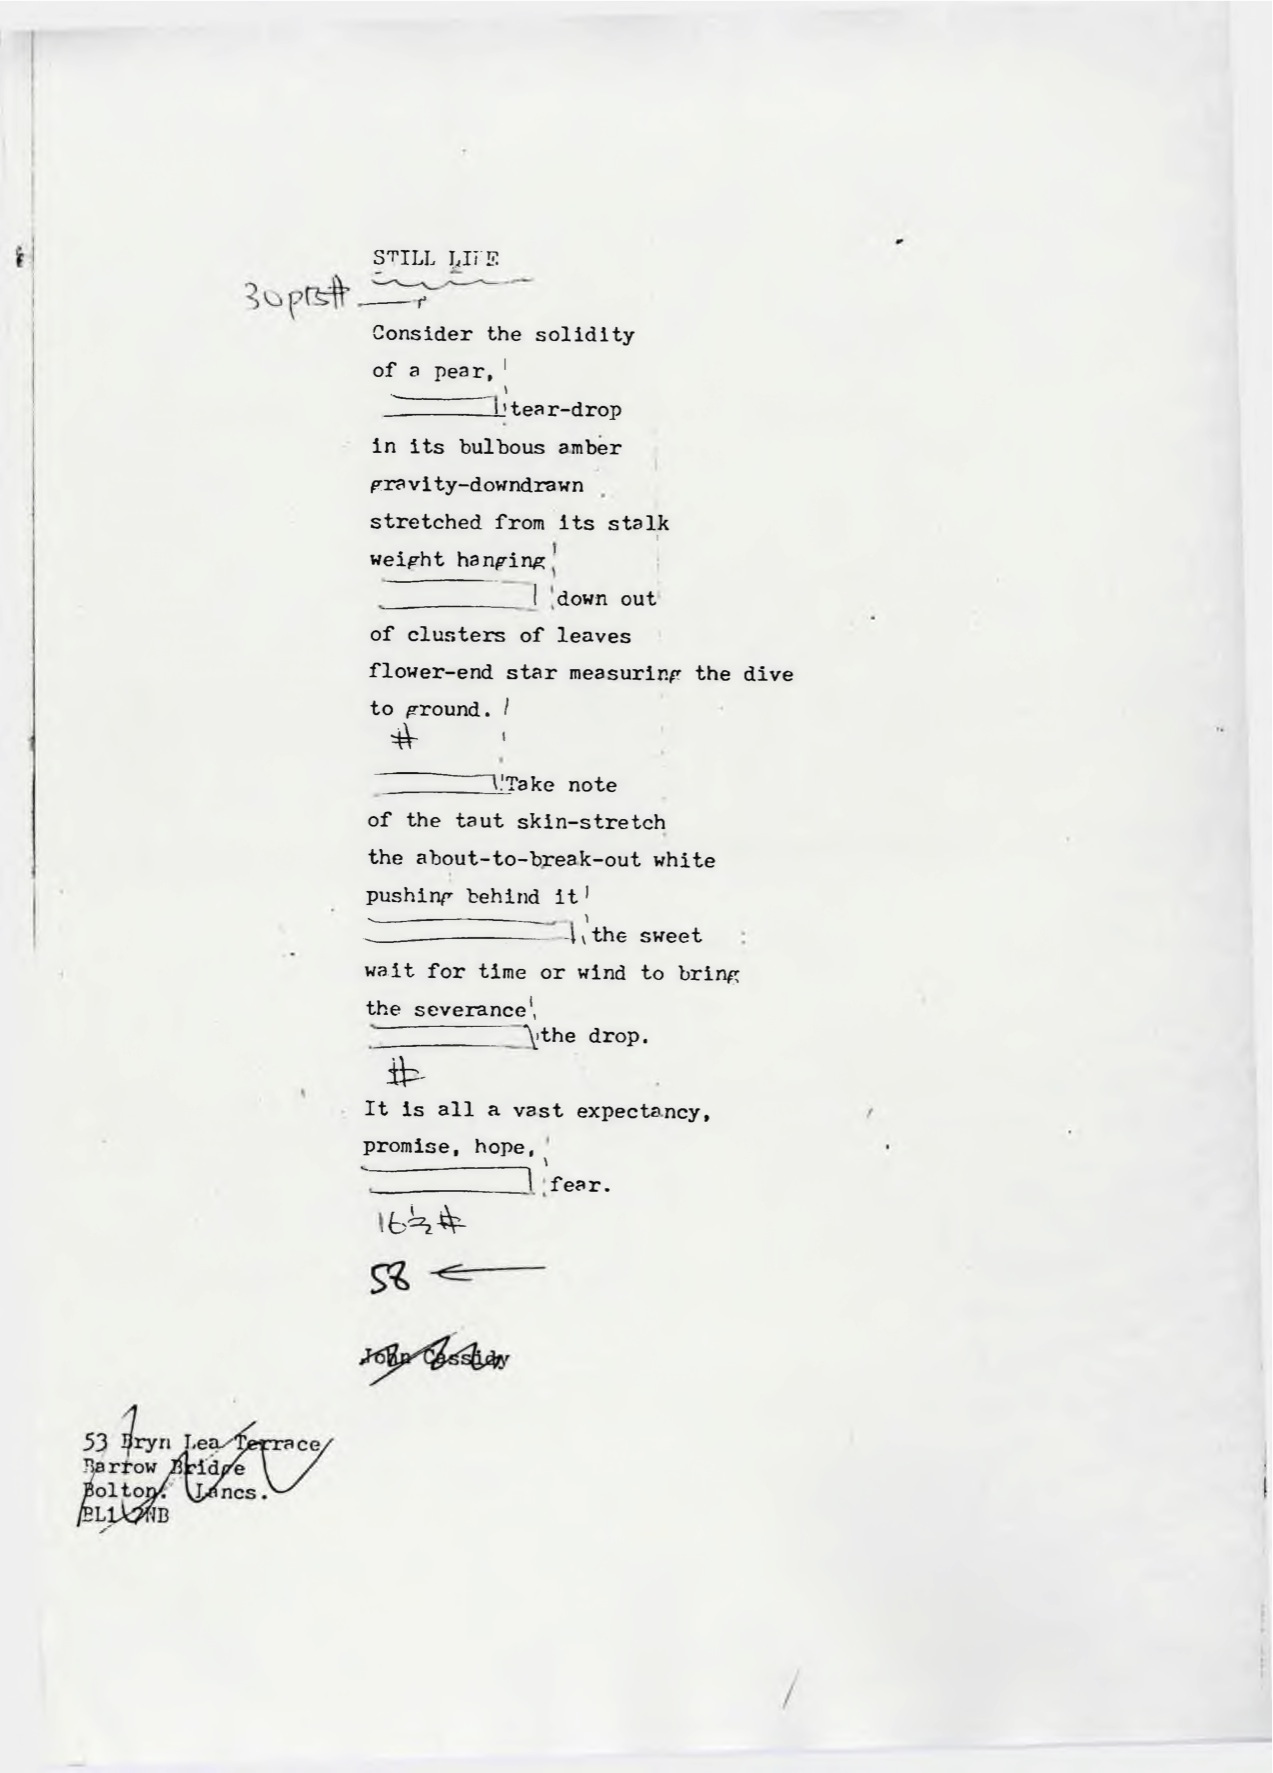 STILL LIFE
30pts#
Consider the solidity
of a pear,
tear-drop
in its bulbous amber
gravity-downdrawn
stretched from its stalk
weight hanging
down out
of clusters of leaves
flower-end star measuring the dive
to ground.
#
Take note
of the taut skin-stretch
the about-to-break-out white
pushing behind it
the sweet
wait for time or wind to bring
the severance
the drop.
#
It is all a vast expectancy,
promise, hope,
fear.
16½#
58 ←
John Cassidy
53 Bryn Lea Terrace
Barrow Bridge
Bolton. Lancs.
BL1